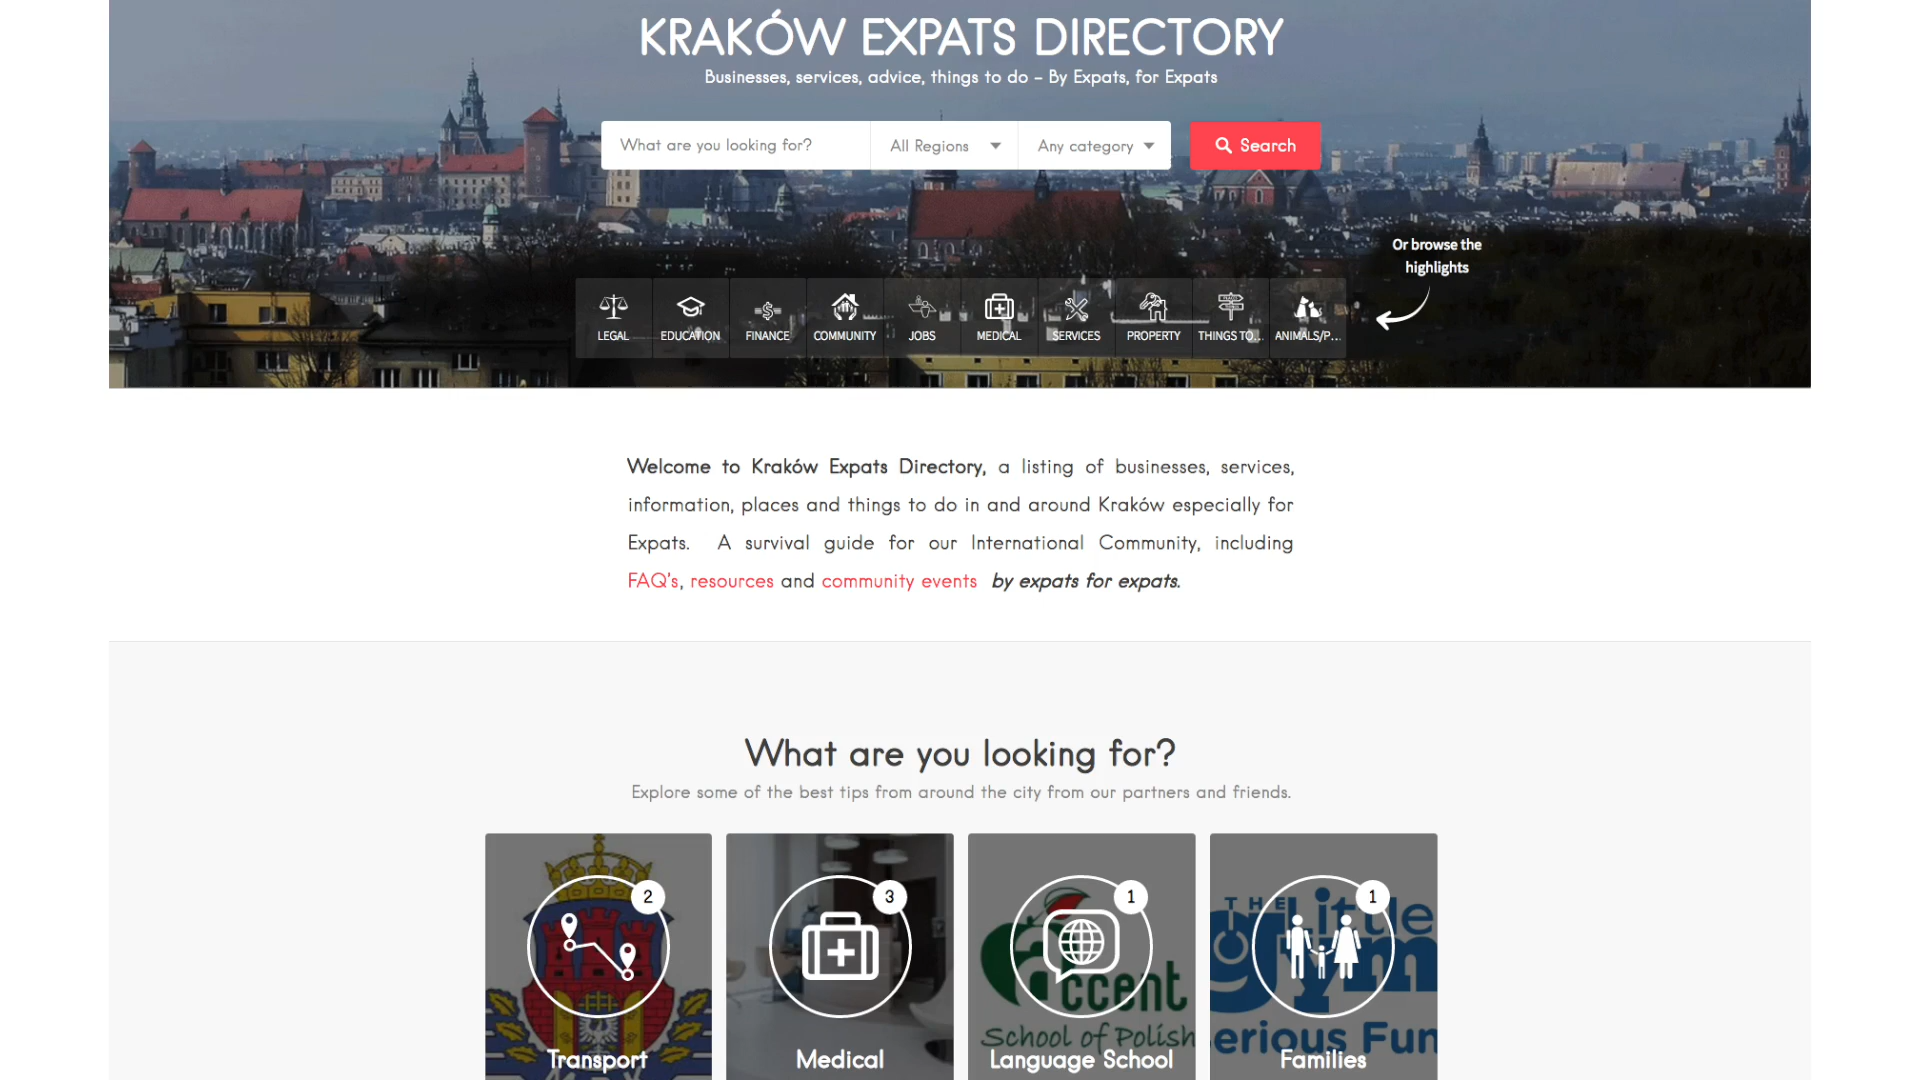 KRAKÓW EXPATS DIRECTORY
Businesses, services, advice, things to do – By Expats, for Expats
What are you looking for?
All Regions
Any category
Search
Or browse the
highlights
LEGAL
EDUCATION
FINANCE
COMMUNITY
JOBS
MEDICAL
SERVICES
PROPERTY
THINGS TO...
ANIMALS/P...
Welcome to Kraków Expats Directory, a listing of businesses, services,
information, places and things to do in and around Kraków especially for
Expats. A survival guide for our International Community, including
FAQ's, resources and community events by expats for expats.
What are you looking for?
Explore some of the best tips from around the city from our partners and friends.
2
Transport
3
Medical
1
ccent
School of Polish
Language School
1
THE Little
gym
erious Fun
Families